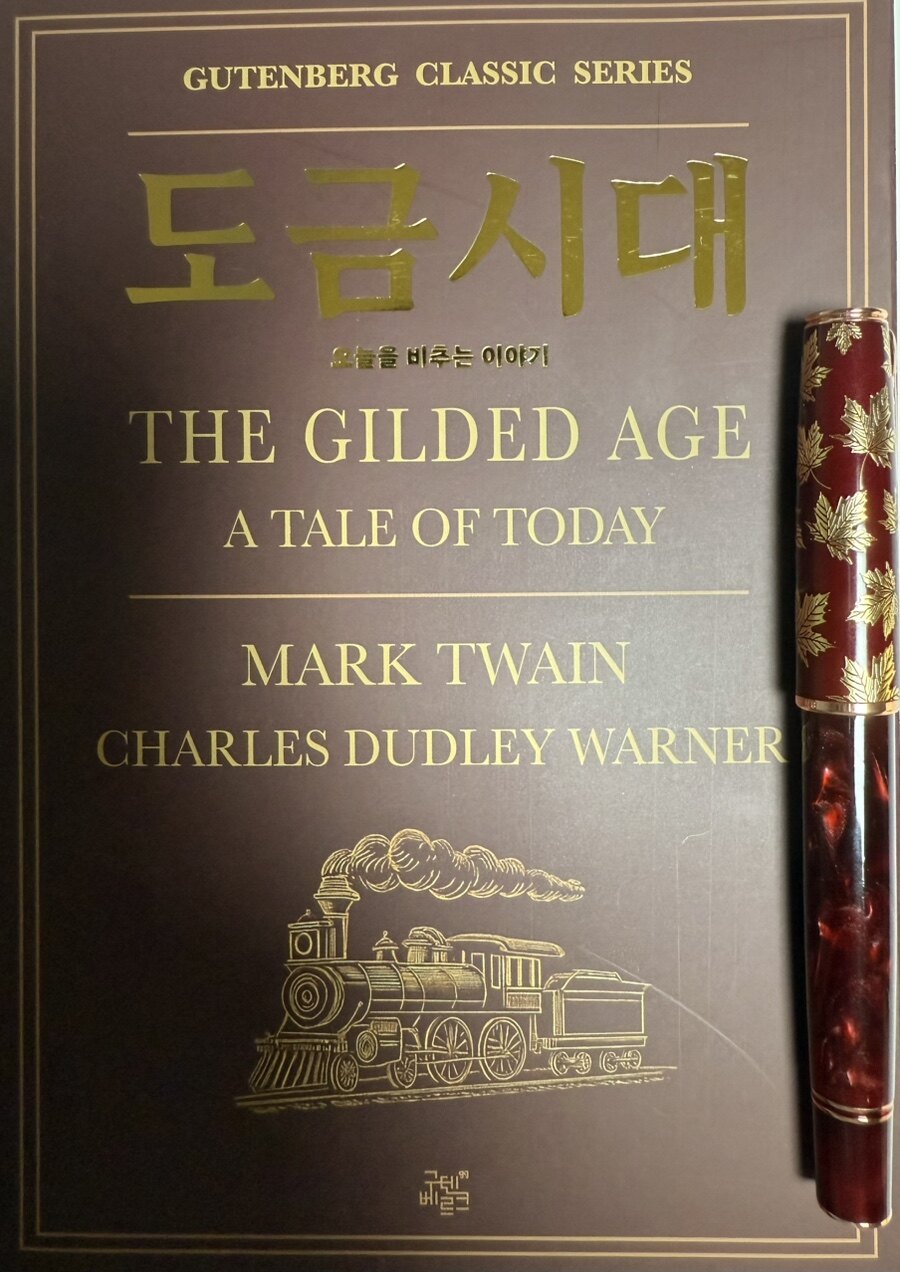 GUTENBERG CLASSIC SERIES
도금시대
오늘을 비추는 이야기
THE GILDED AGE
A TALE OF TODAY
MARK TWAIN
CHARLES DUDLEY WARNER
구텐
베르크